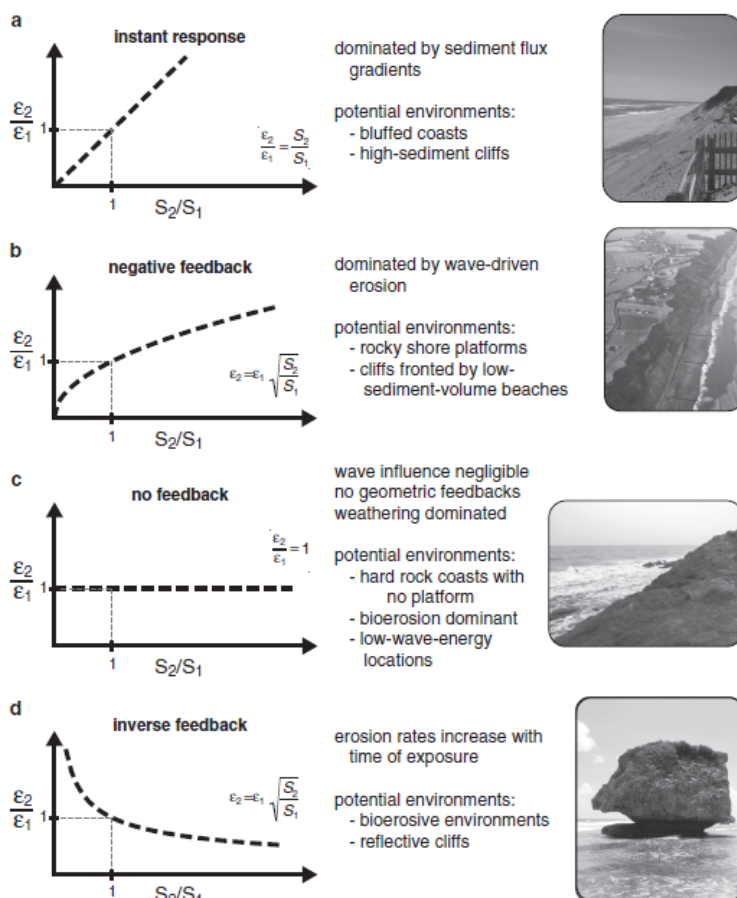 a
instant response
ε₂/ε₁
1
1
S₂/S₁
ε₂/ε₁ = S₂/S₁
dominated by sediment flux
gradients
potential environments:
- bluffed coasts
- high-sediment cliffs
b
negative feedback
ε₂/ε₁
1
1
S₂/S₁
ε₂=ε₁ √(S₂/S₁)
dominated by wave-driven
erosion
potential environments:
- rocky shore platforms
- cliffs fronted by low-
sediment-volume beaches
c
no feedback
ε₂/ε₁
1
1
S₂/S₁
ε₂/ε₁ = 1
wave influence negligible
no geometric feedbacks
weathering dominated
potential environments:
- hard rock coasts with
no platform
- bioerosion dominant
- low-wave-energy
locations
d
inverse feedback
ε₂/ε₁
1
1
S₂/S₁
ε₂=ε₁ √(S₂/S₁)
erosion rates increase with
time of exposure
potential environments:
- bioerosive environments
- reflective cliffs